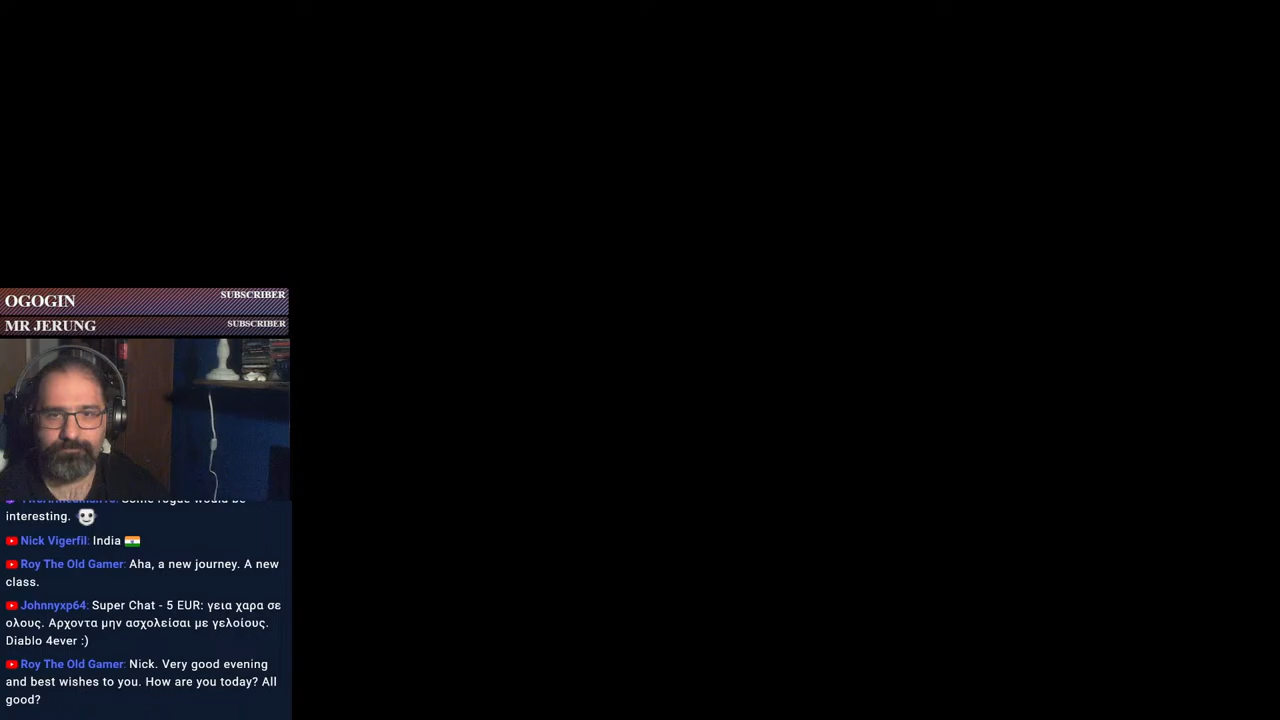 OGOGIN SUBSCRIBER
MR JERUNG SUBSCRIBER
interesting.
Nick Vigerfil: India
Roy The Old Gamer: Aha, a new journey. A new
class.
Johnnyxp64: Super Chat - 5 EUR: γεια χαρα σε
ολους. Αρχοντα μην ασχολείσαι με γελοίους.
Diablo 4ever :)
Roy The Old Gamer: Nick. Very good evening
and best wishes to you. How are you today? All
good?